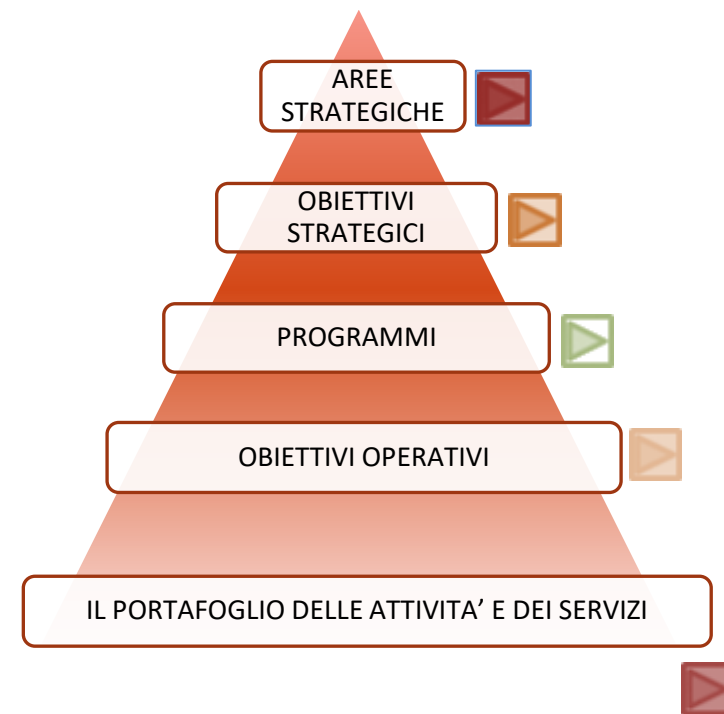 AREE
STRATEGICHE
OBIETTIVI
STRATEGICI
PROGRAMMI
OBIETTIVI OPERATIVI
IL PORTAFOGLIO DELLE ATTIVITA’ E DEI SERVIZI